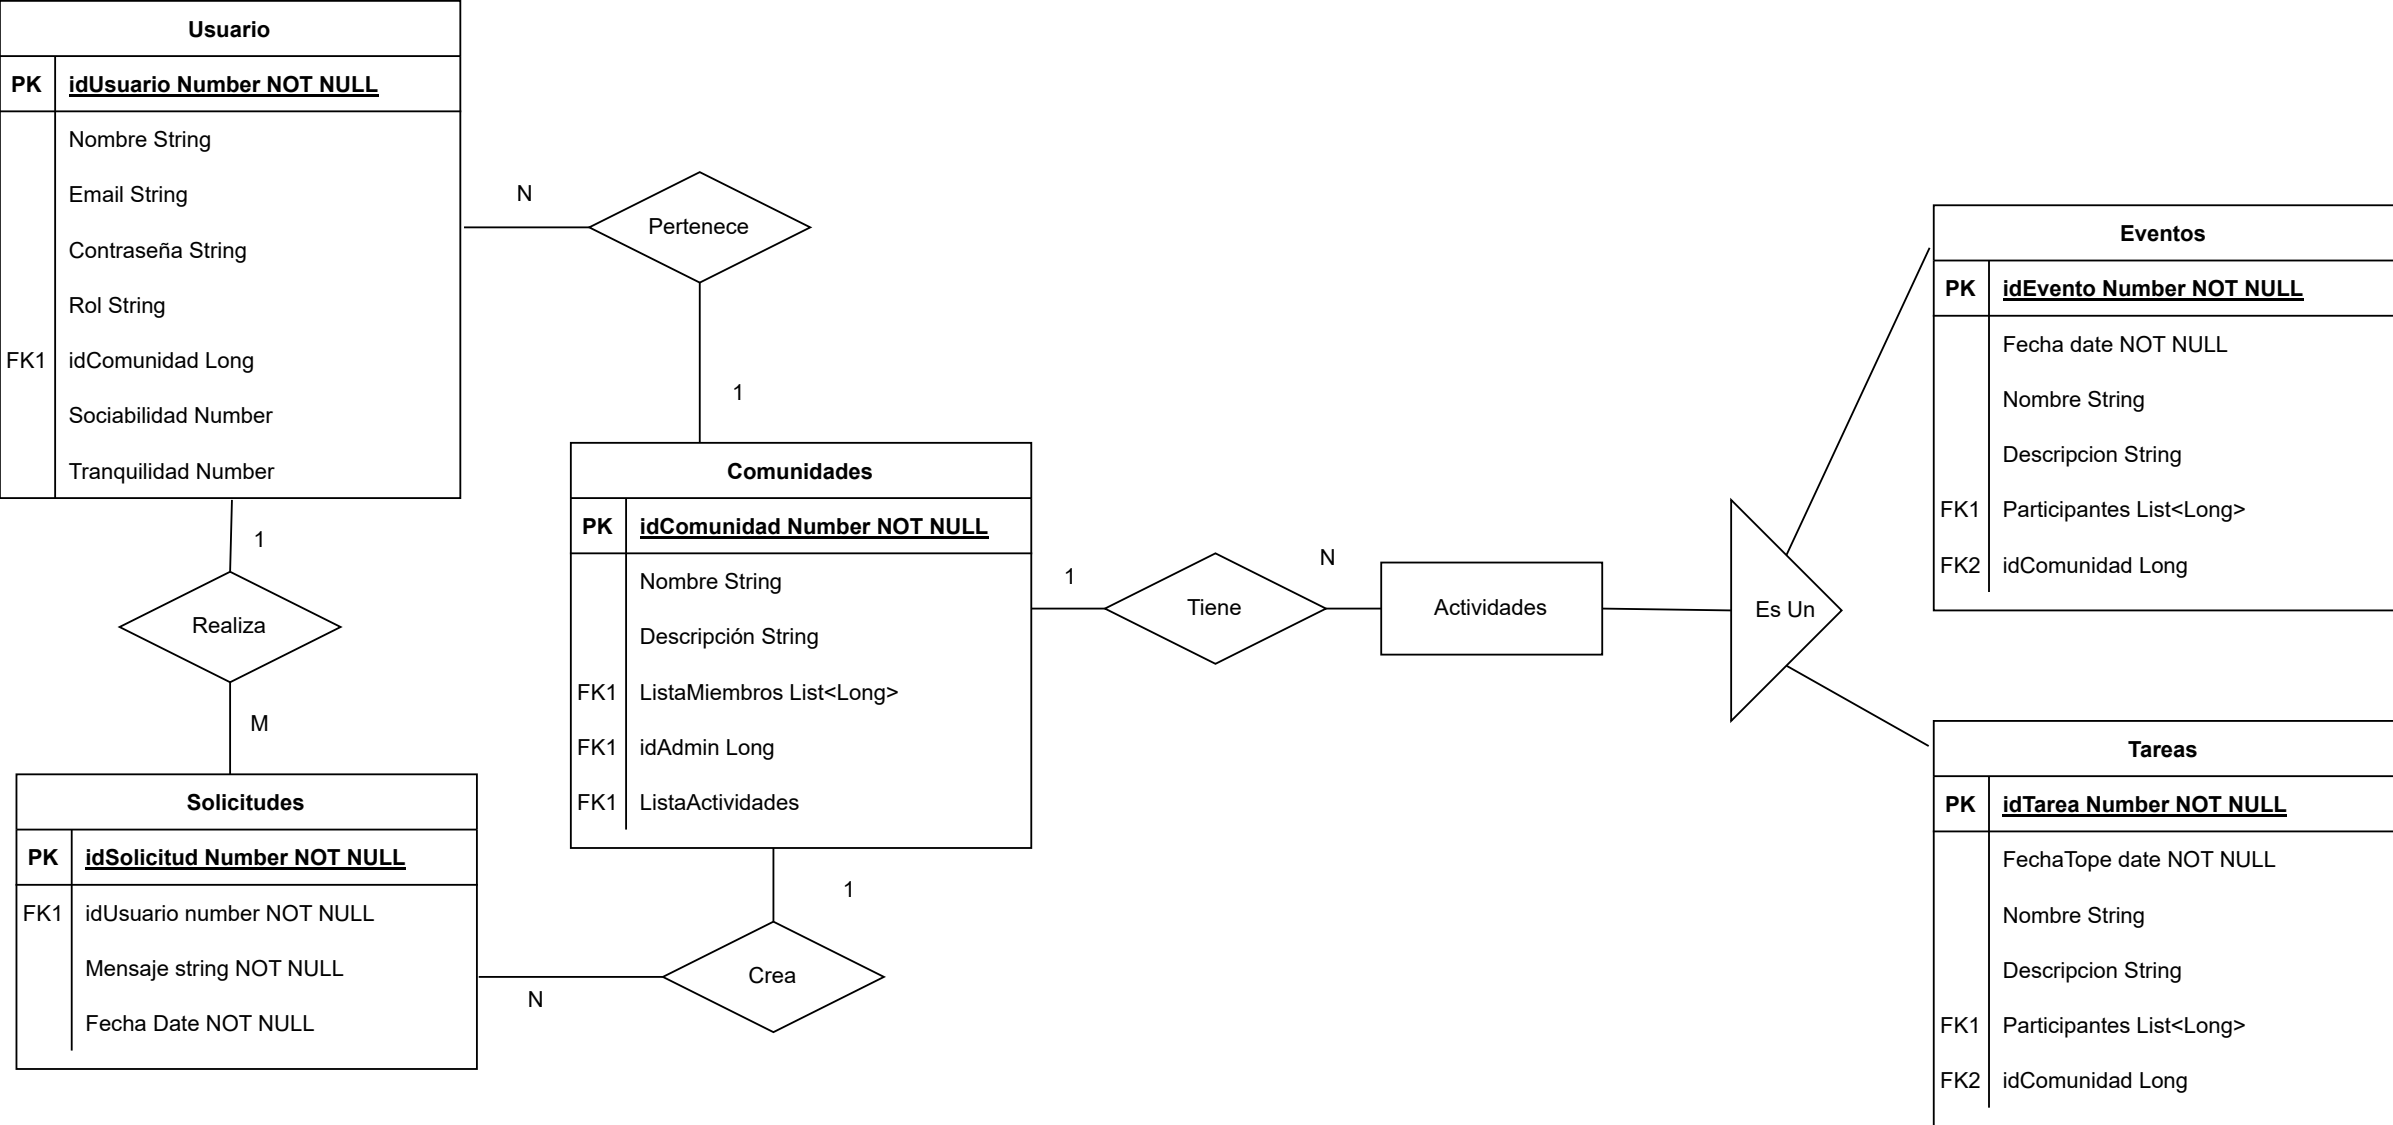 Usuario
PK idUsuario Number NOT NULL
Nombre String
Email String
Contraseña String
Rol String
FK1 idComunidad Long
Sociabilidad Number
Tranquilidad Number
N
Pertenece
1
1
Realiza
M
Solicitudes
PK idSolicitud Number NOT NULL
FK1 idUsuario number NOT NULL
Mensaje string NOT NULL
Fecha Date NOT NULL
Comunidades
PK idComunidad Number NOT NULL
Nombre String
Descripción String
FK1 ListaMiembros List<Long>
FK1 idAdmin Long
FK1 ListaActividades
1
Crea
N
1
Tiene
N
Actividades
Es Un
Eventos
PK idEvento Number NOT NULL
Fecha date NOT NULL
Nombre String
Descripcion String
FK1 Participantes List<Long>
FK2 idComunidad Long
Tareas
PK idTarea Number NOT NULL
FechaTope date NOT NULL
Nombre String
Descripcion String
FK1 Participantes List<Long>
FK2 idComunidad Long